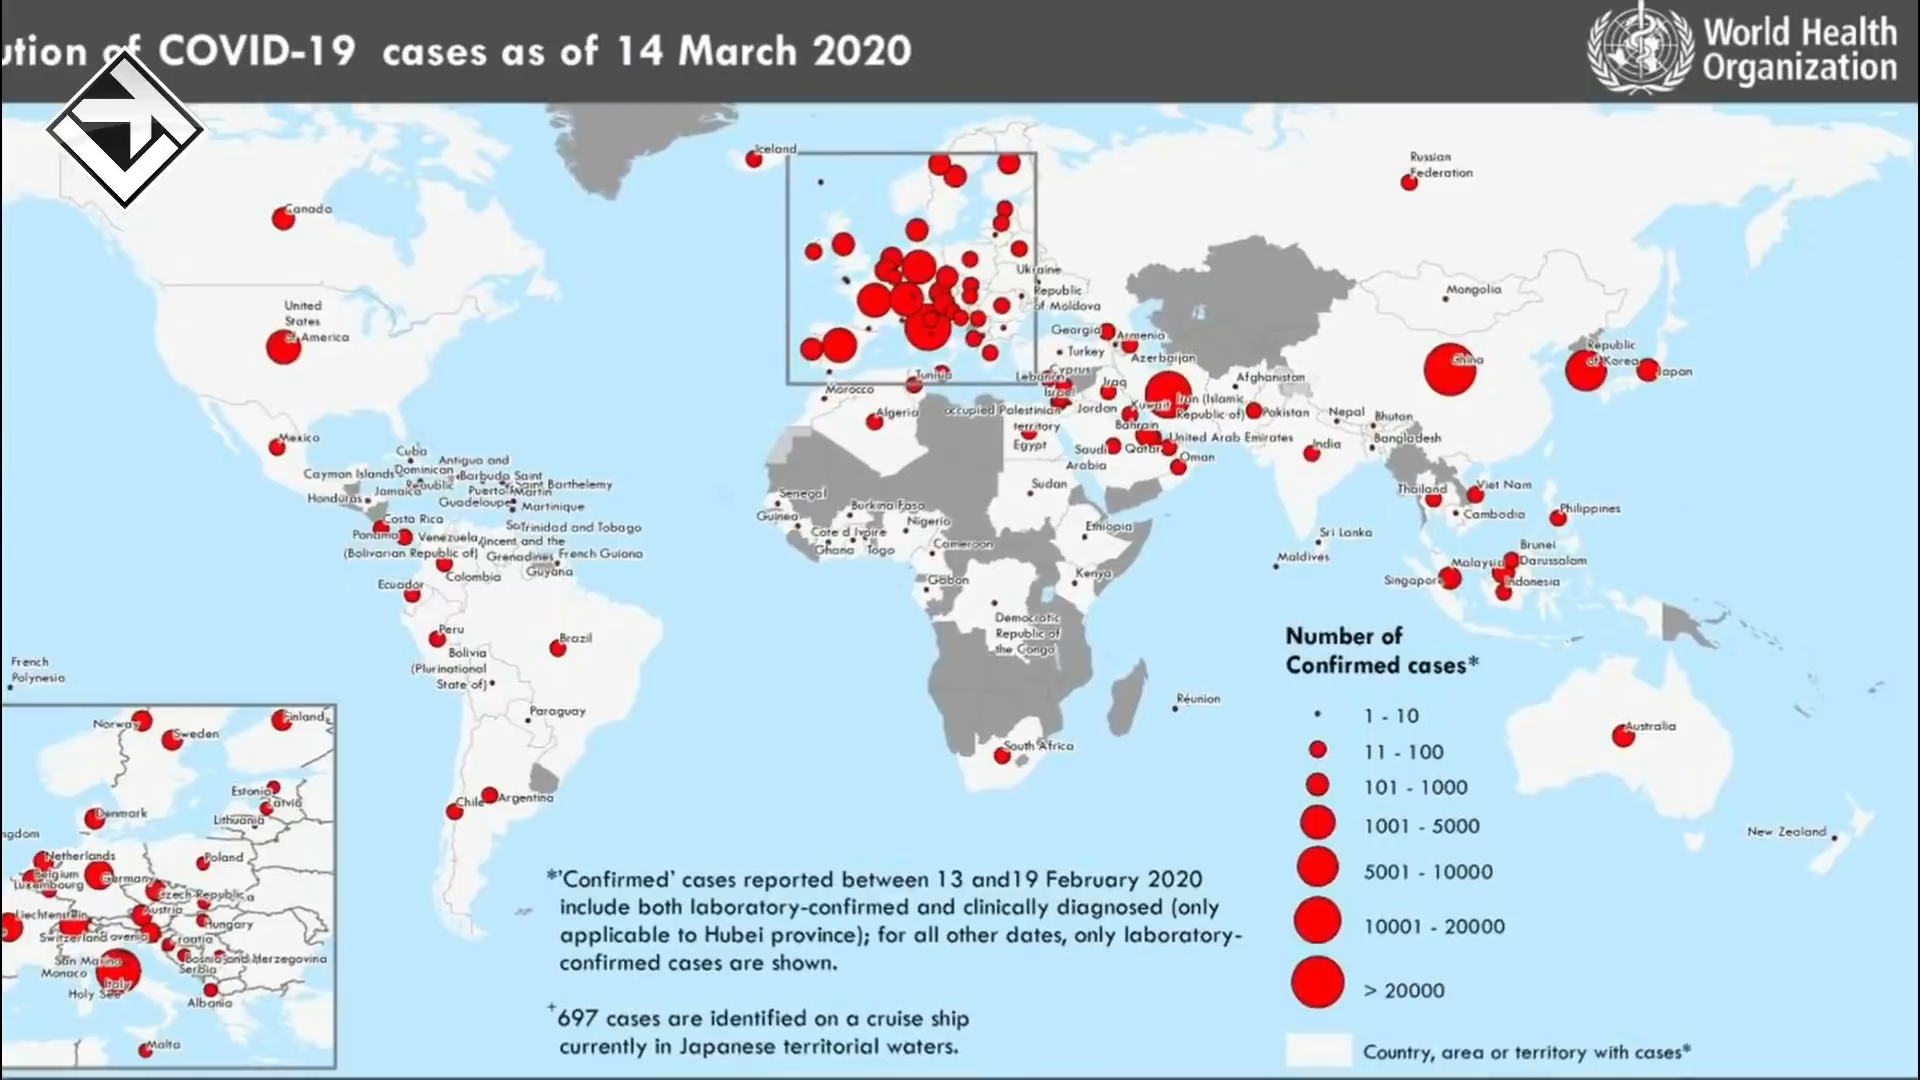 ution of COVID-19 cases as of 14 March 2020
World Health
Organization
Iceland
Russian
Federation
Canada
United
States
of America
Ukraine
Republic
of Moldova
Mongolia
Georgia
Armenia
Turkey
Azerbaijan
China
Republic
of Korea
Japan
Tunisia
Lebanon
Cyprus
Israel
Iraq
Afghanistan
Morocco
Algeria
occupied Palestinian
territory
Jordan
Kuwait
Iran (Islamic
Republic of)
Pakistan
Nepal
Bhutan
Mexico
Egypt
Bahrain
United Arab Emirates
India
Bangladesh
Saudi
Arabia
Qatar
Oman
Cuba
Cayman Islands
Dominican
Republic
Antigua and
Barbuda
Saint
Martin
Saint Barthelemy
Honduras
Jamaica
Puerto
Guadeloupe
Martinique
Costa Rica
Panama
Venezuela
(Bolivarian Republic of)
Trinidad and Tobago
Vincent and the
Grenadines
French Guiana
Guyana
Colombia
Ecuador
Senegal
Burkina Faso
Sudan
Guinea
Cote d Ivoire
Nigeria
Ethiopia
Ghana
Togo
Cameroon
Thailand
Viet Nam
Cambodia
Philippines
Sri Lanka
Maldives
Brunei
Darussalam
Malaysia
Singapore
Indonesia
Gabon
Kenya
Democratic
Republic of
the Congo
Peru
Brazil
Bolivia
(Plurinational
State of)
French
Polynesia
Paraguay
Réunion
South Africa
Chile
Argentina
Australia
New Zealand
Norway
Sweden
Finland
Estonia
Latvia
Lithuania
Denmark
ngdom
Netherlands
Belgium
Luxembourg
Germany
Poland
Czech Republic
Liechtenstein
Austria
Hungary
Switzerland
ovenia
Croatia
San Marino
Bosnia and Herzegovina
Monaco
Serbia
Italy
Holy See
Albania
Malta
Number of
Confirmed cases*
1 - 10
11 - 100
101 - 1000
1001 - 5000
5001 - 10000
10001 - 20000
> 20000
Country, area or territory with cases*
*'Confirmed' cases reported between 13 and19 February 2020
include both laboratory-confirmed and clinically diagnosed (only
applicable to Hubei province); for all other dates, only laboratory-
confirmed cases are shown.
+697 cases are identified on a cruise ship
currently in Japanese territorial waters.